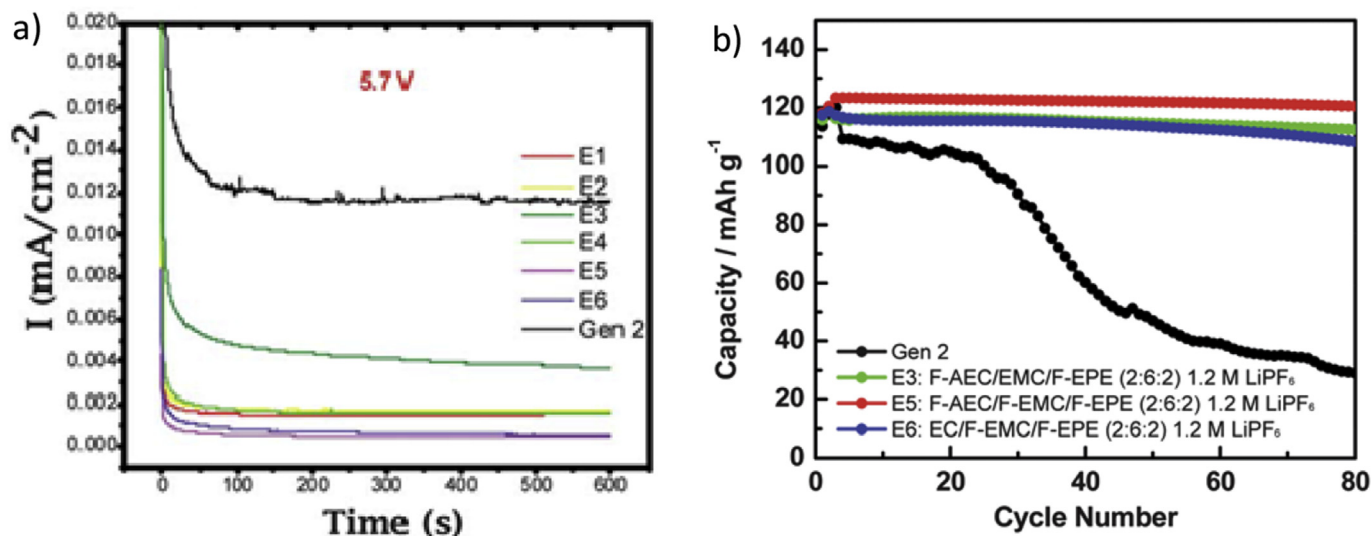 a)
0.020
0.018
0.016
0.014
0.012
0.010
0.008
0.006
0.004
0.002
0.000
I (mA/cm⁻²)
5.7 V
E1
E2
E3
E4
E5
E6
Gen 2
0 100 200 300 400 500 600
Time (s)
b)
140
120
100
80
60
40
20
0
Capacity / mAh g⁻¹
Gen 2
E3: F-AEC/EMC/F-EPE (2:6:2) 1.2 M LiPF₆
E5: F-AEC/F-EMC/F-EPE (2:6:2) 1.2 M LiPF₆
E6: EC/F-EMC/F-EPE (2:6:2) 1.2 M LiPF₆
0 20 40 60 80
Cycle Number